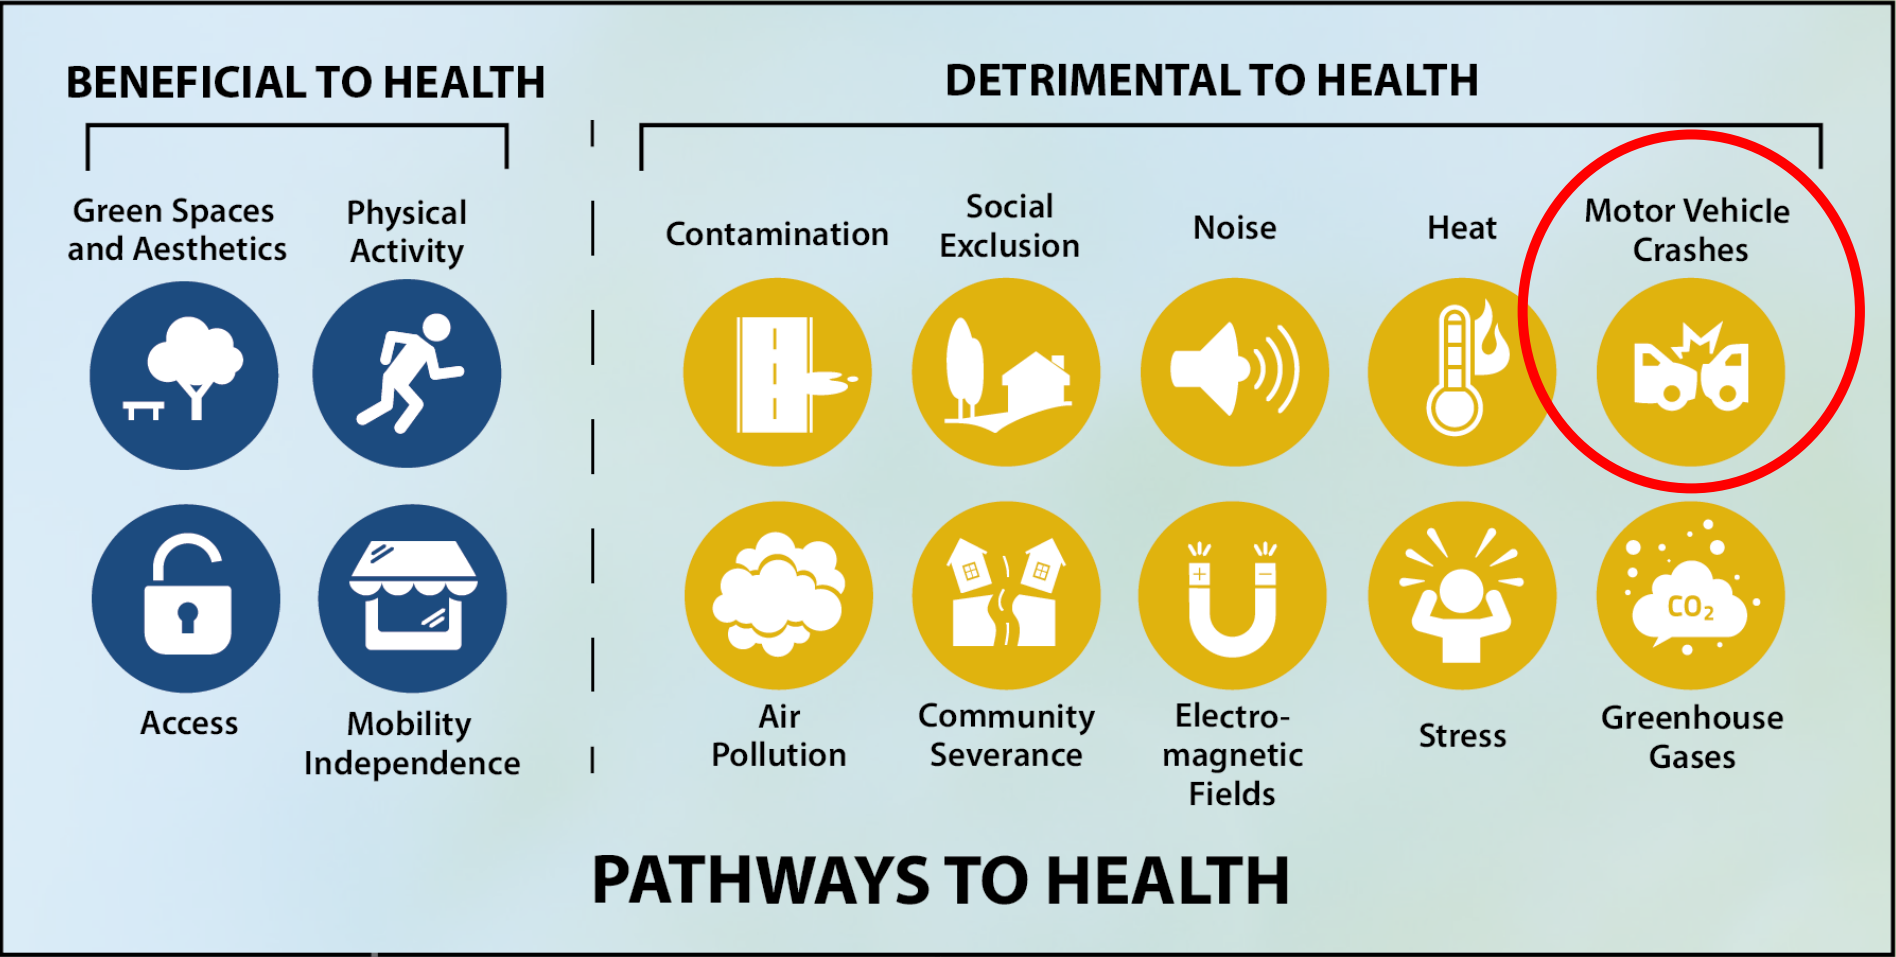 BENEFICIAL TO HEALTH
DETRIMENTAL TO HEALTH
Green Spaces
and Aesthetics
Physical
Activity
Contamination
Social
Exclusion
Noise
Heat
Motor Vehicle
Crashes
+
−
CO₂
Access
Mobility
Independence
Air
Pollution
Community
Severance
Electro-
magnetic
Fields
Stress
Greenhouse
Gases
PATHWAYS TO HEALTH